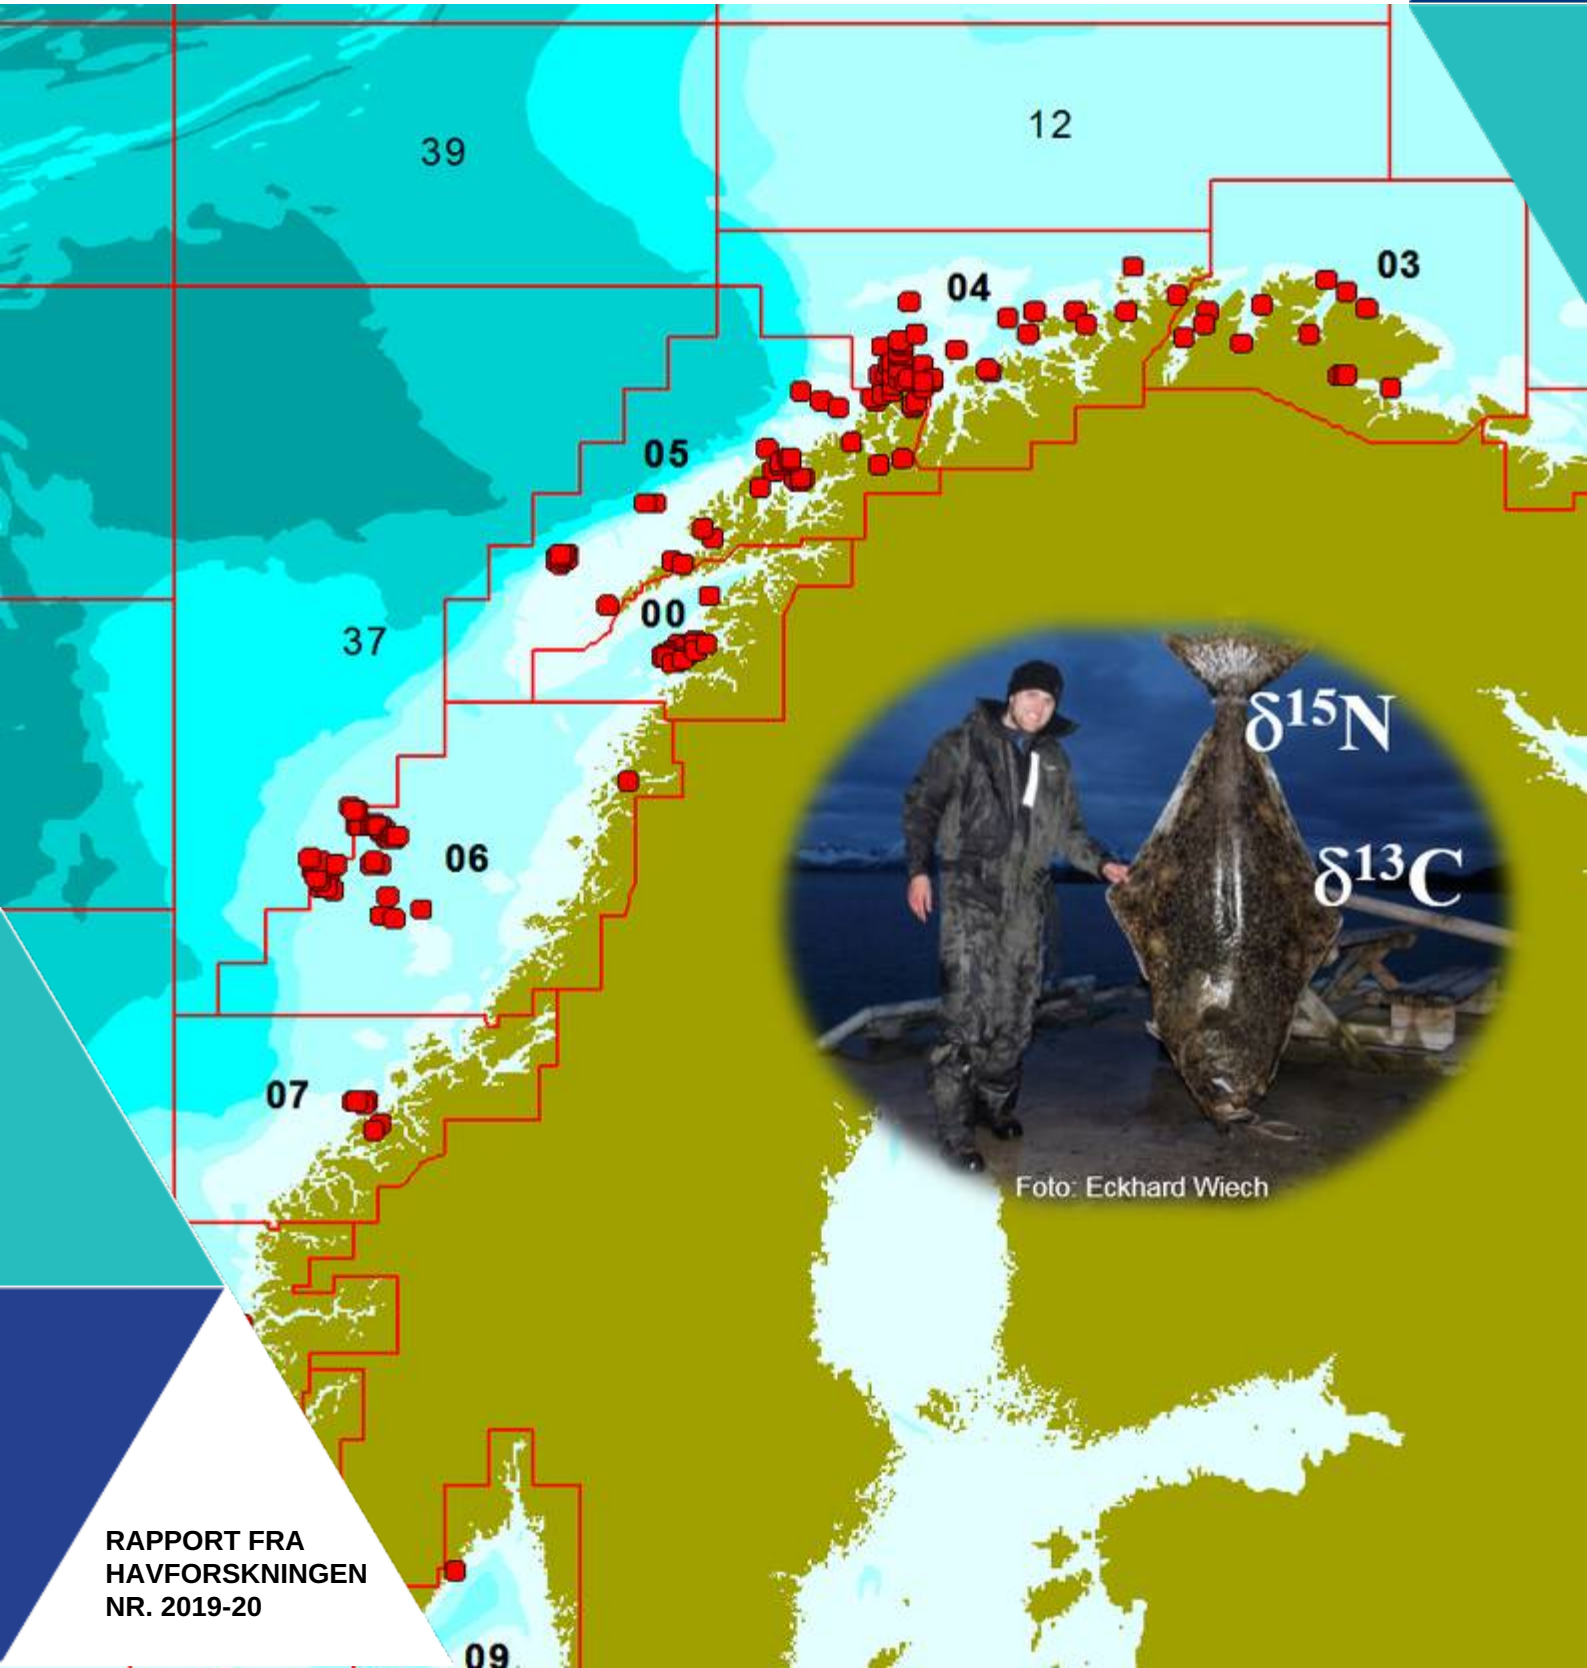 39
12
04
03
05
00
37
δ¹⁵N
δ¹³C
06
07
Foto: Eckhard Wiech
RAPPORT FRA
HAVFORSKNINGEN
NR. 2019-20
09